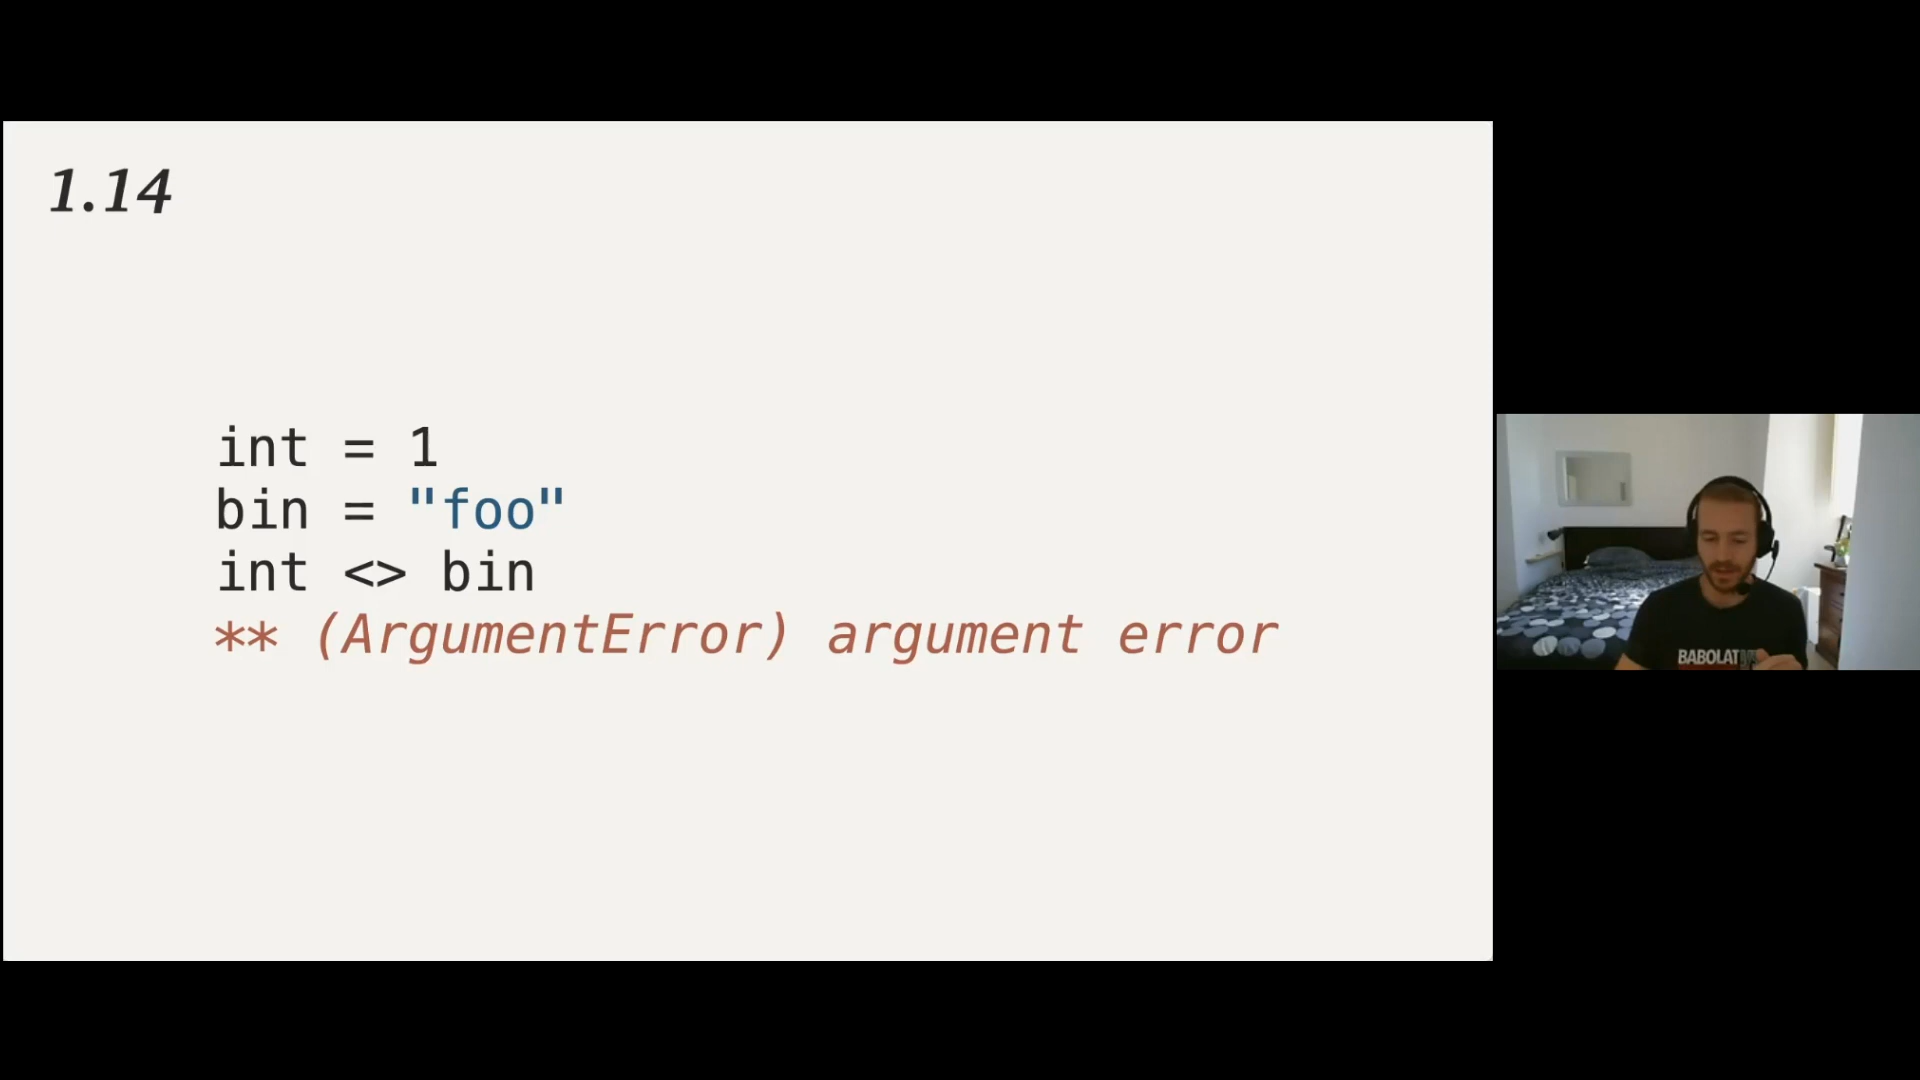 1.14
int = 1
bin = "foo"
int <> bin
** (ArgumentError) argument error
BABOLAT